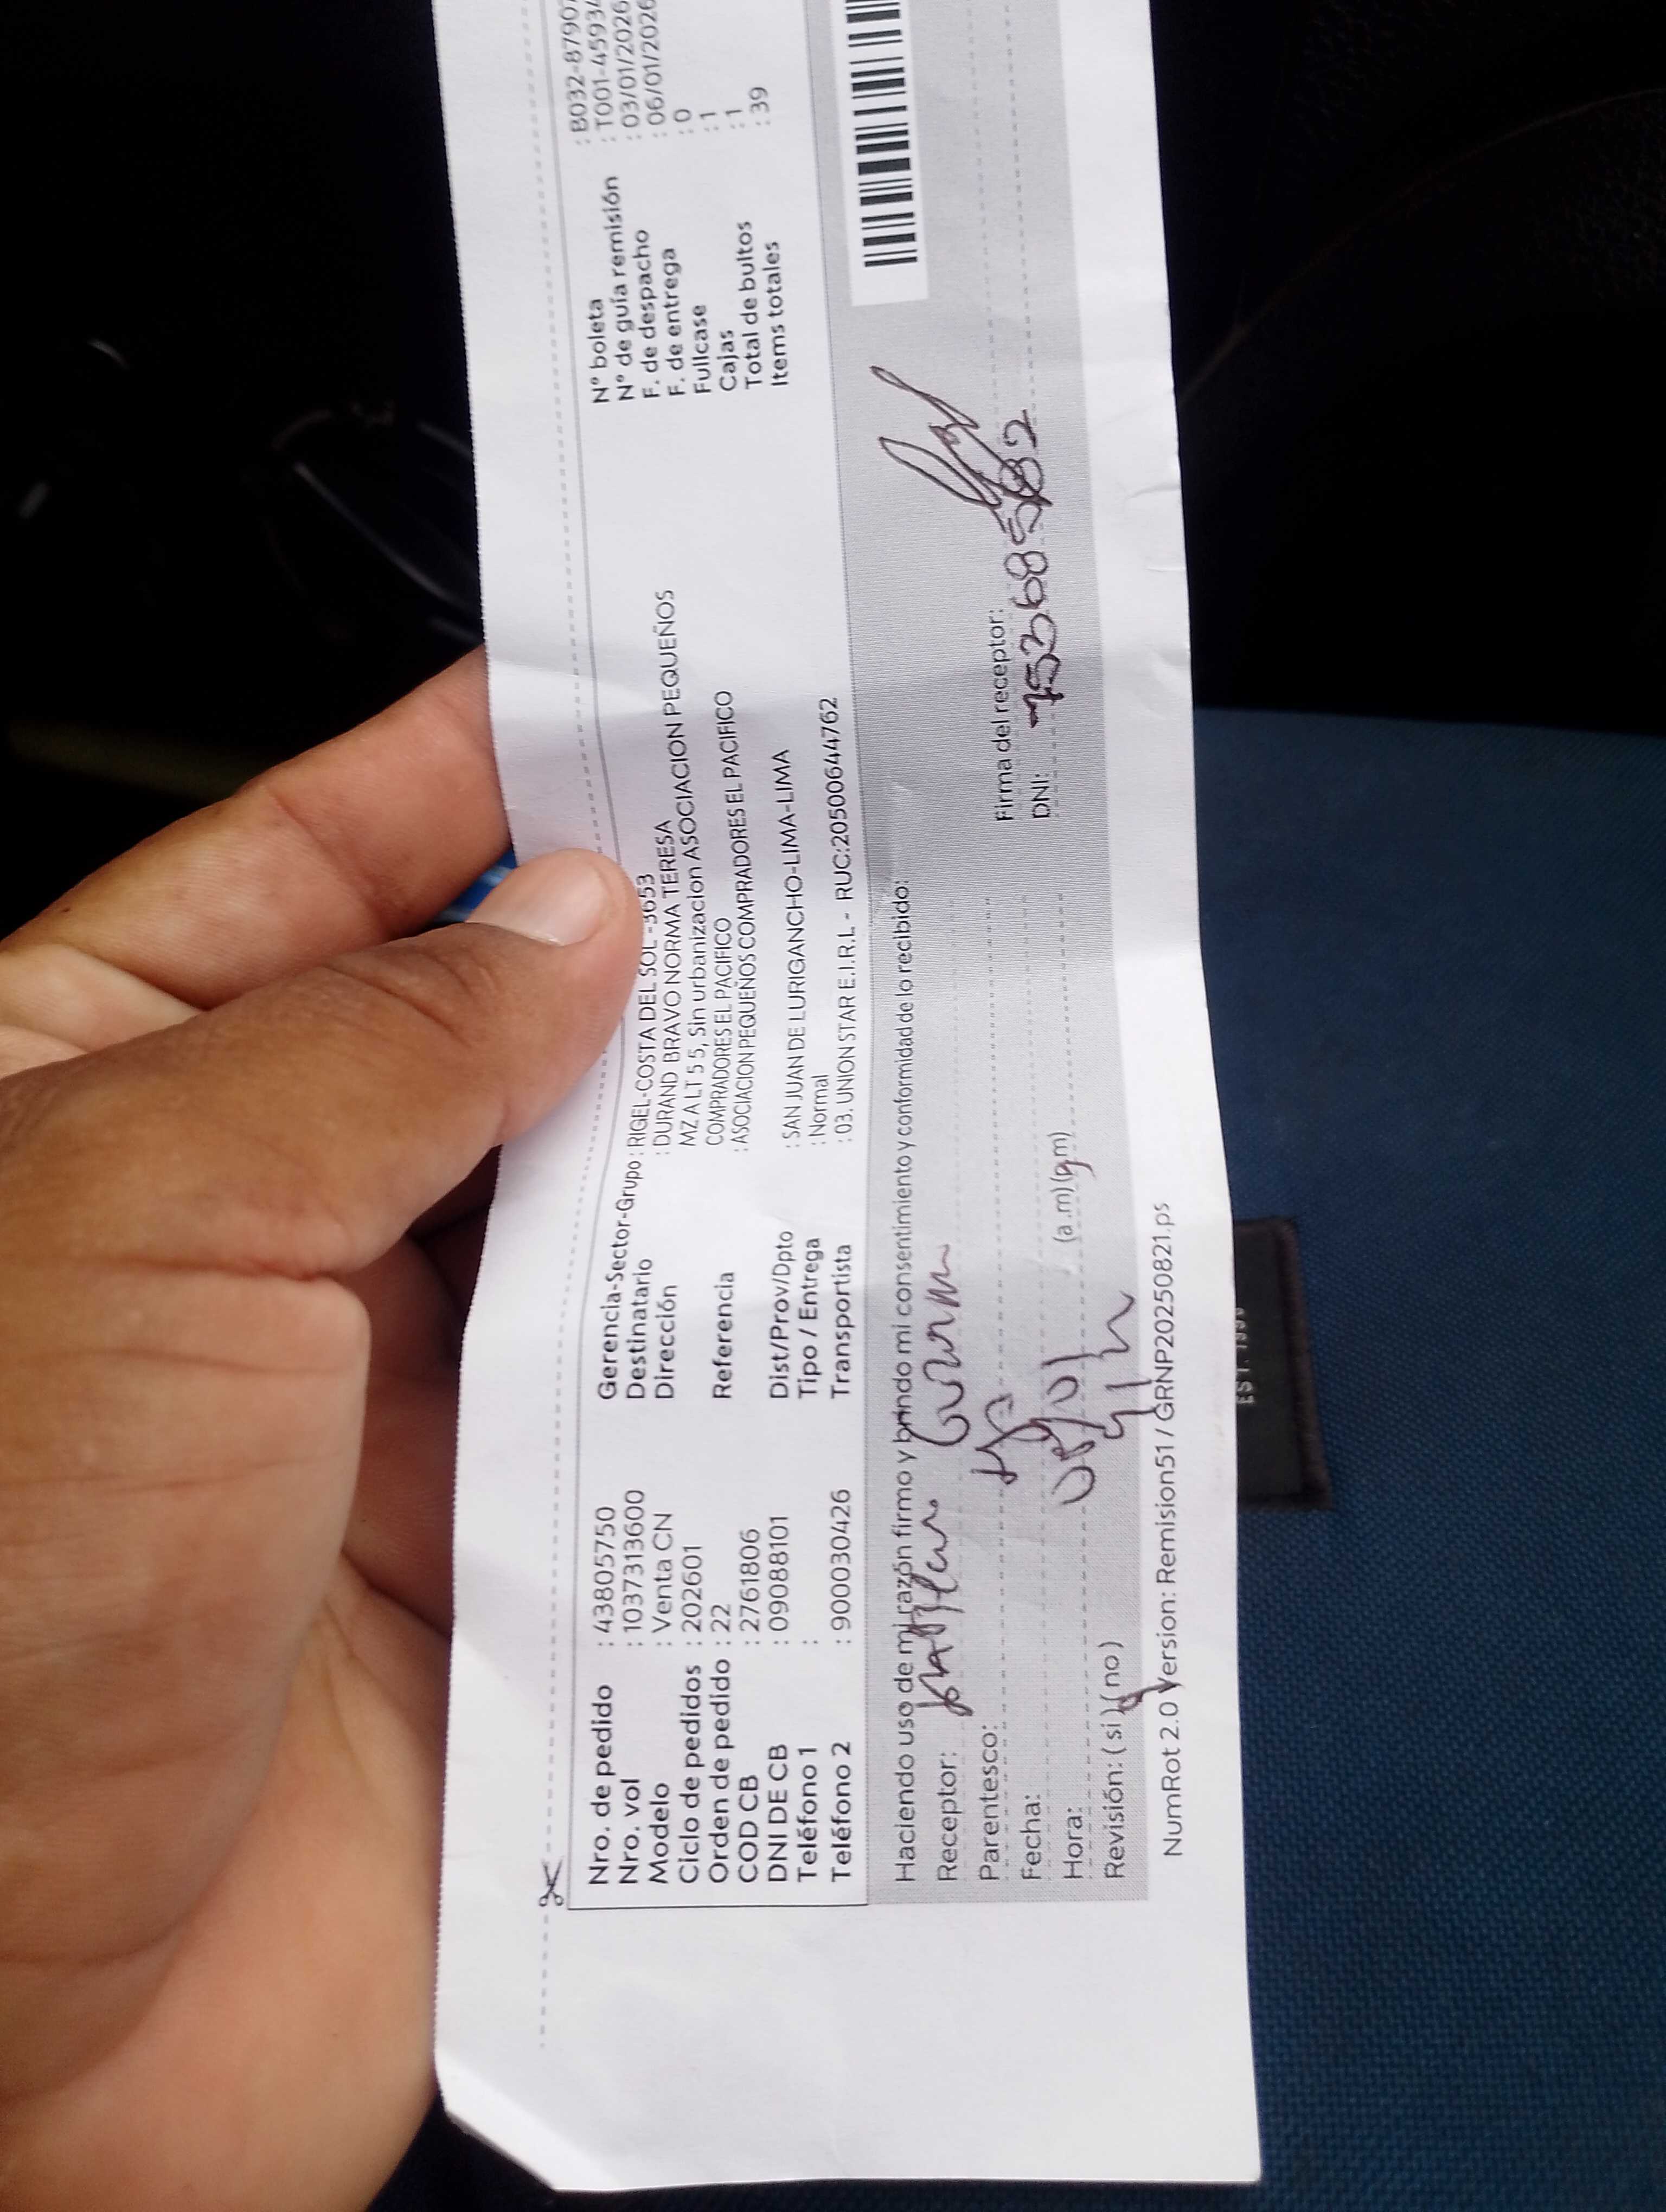 Nro. de pedido : 43805750
Nro. vol : 1037313600
Modelo : Venta CN
Ciclo de pedidos : 202601
Orden de pedido : 22
COD CB : 2761806
DNI DE CB : 09088101
Teléfono 1 :
Teléfono 2 : 900030426
Gerencia-Sector-Grupo : RIGEL-COSTA DEL SOL -3653
Destinatario : DURAND BRAVO NORMA TERESA
Dirección MZ A LT 5 5, Sin urbanizacion ASOCIACION PEQUEÑOS
COMPRADORES EL PACIFICO
Referencia : ASOCIACION PEQUEÑOS COMPRADORES EL PACIFICO
Dist/Prov/Dpto : SAN JUAN DE LURIGANCHO-LIMA-LIMA
Tipo / Entrega : Normal
Transportista : 03. UNION STAR E.I.R.L - RUC:20500644762
N° boleta : B032-8790
N° de guía remisión : T001-4593
F. de despacho : 03/01/2026
F. de entrega : 06/01/2026
Fullcase : 0
Cajas : 1
Total de bultos : 1
Items totales : 39
Haciendo uso de mi razón firmo y brindo mi consentimiento y conformidad de lo recibido:
Receptor:
Parentesco:
Fecha:
Hora: (a.m) (p.m)
Revisión: (si) (no)
Firma del receptor:
DNI:
NumRot 2.0 Version: Remision51 / GRNP20250821.ps
EST. 1996